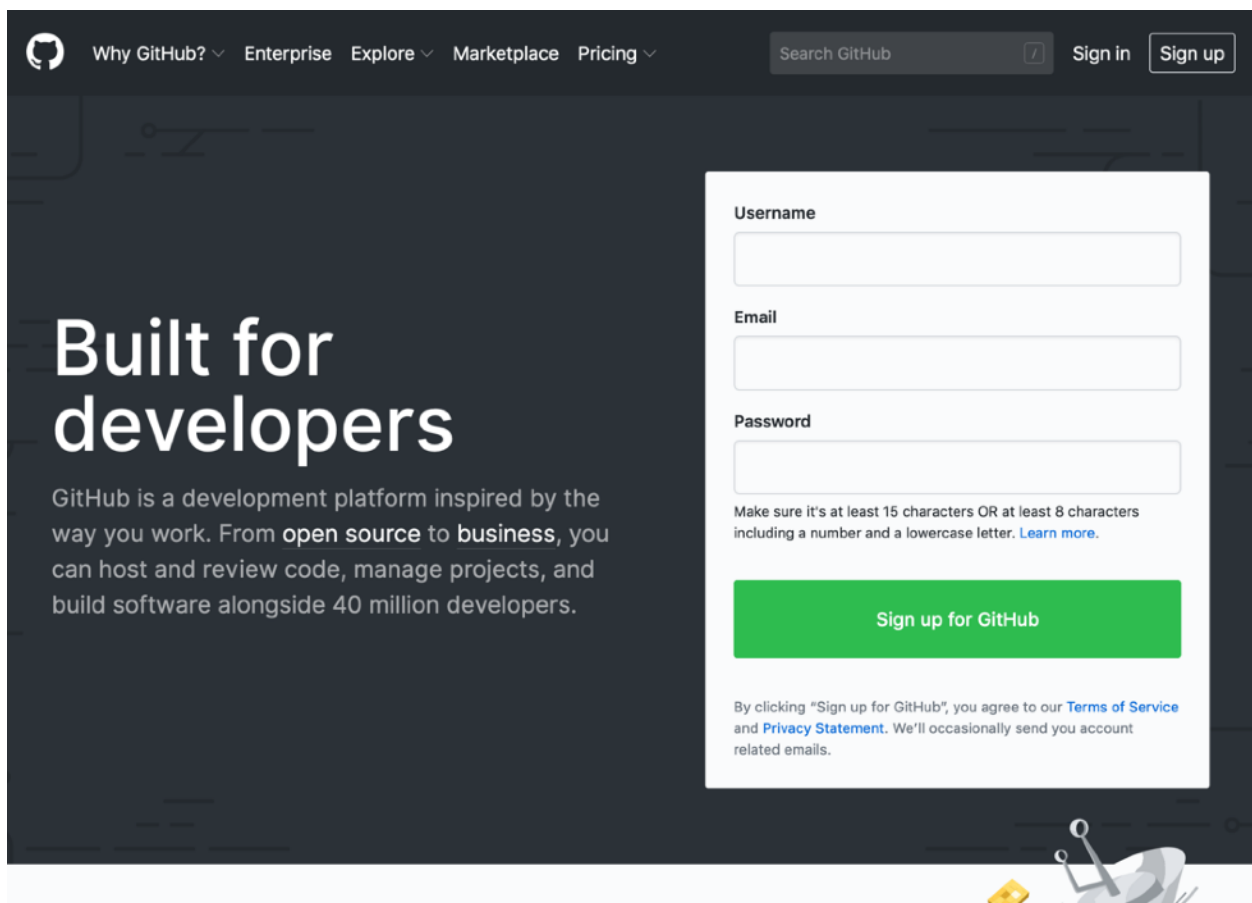 Why GitHub? Enterprise Explore Marketplace Pricing Search GitHub / Sign in Sign up
Built for
developers
GitHub is a development platform inspired by the
way you work. From open source to business, you
can host and review code, manage projects, and
build software alongside 40 million developers.
Username
Email
Password
Make sure it's at least 15 characters OR at least 8 characters
including a number and a lowercase letter. Learn more.
Sign up for GitHub
By clicking “Sign up for GitHub”, you agree to our Terms of Service
and Privacy Statement. We’ll occasionally send you account
related emails.